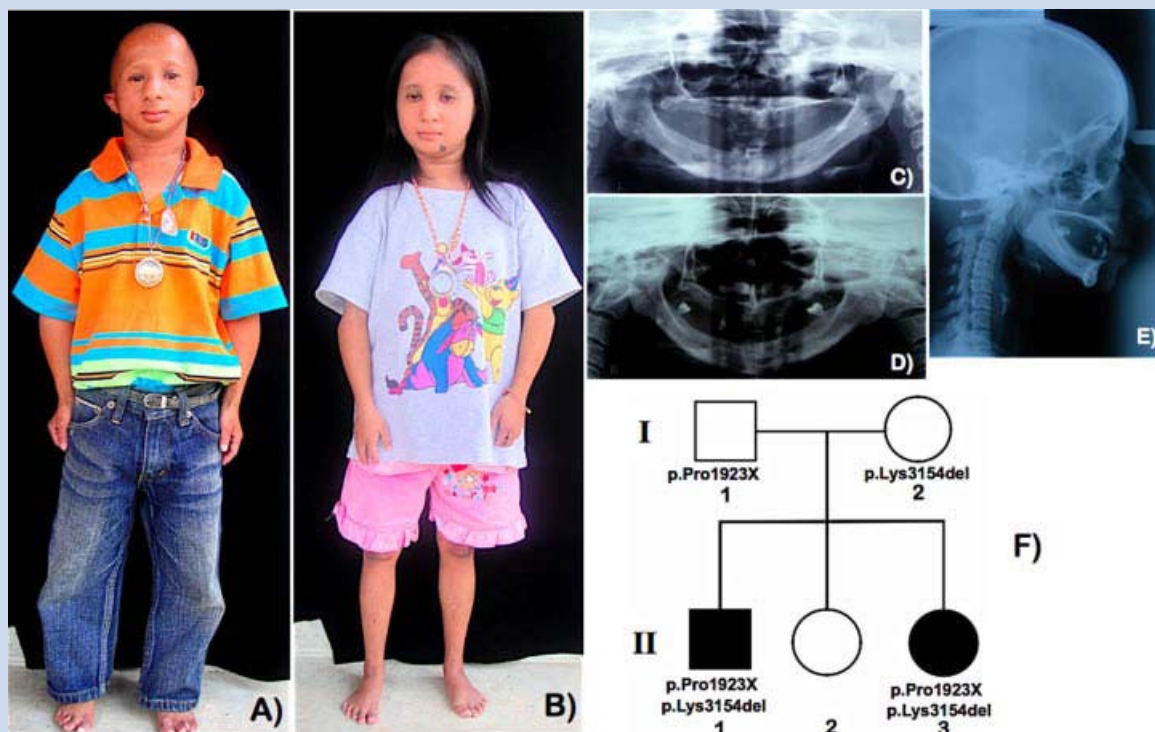 A)
B)
C)
D)
E)
I
p.Pro1923X
1
p.Lys3154del
2
F)
II
p.Pro1923X
p.Lys3154del
1
2
p.Pro1923X
p.Lys3154del
3